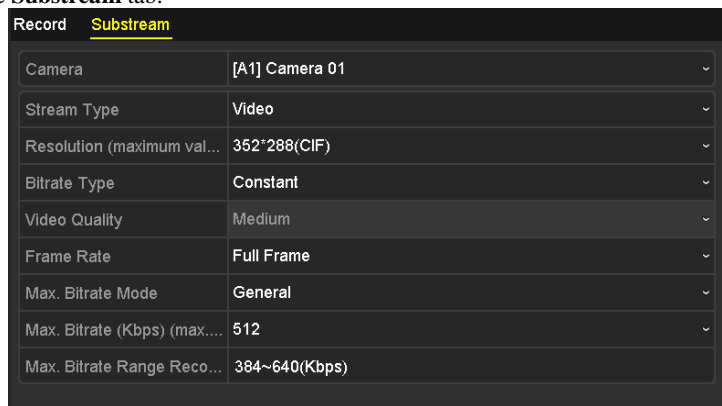 Substream tab.
Record Substream
Camera [A1] Camera 01
Stream Type Video
Resolution (maximum val... 352*288(CIF)
Bitrate Type Constant
Video Quality Medium
Frame Rate Full Frame
Max. Bitrate Mode General
Max. Bitrate (Kbps) (max.... 512
Max. Bitrate Range Reco... 384~640(Kbps)